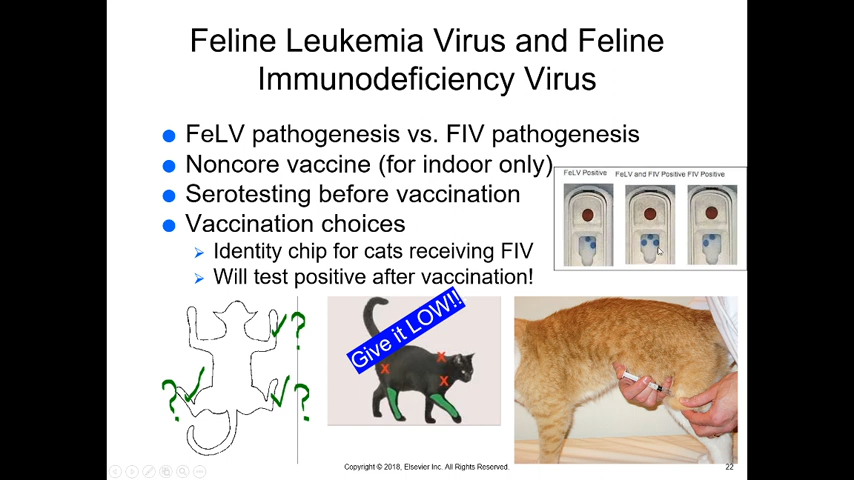 Feline Leukemia Virus and Feline
Immunodeficiency Virus
FeLV pathogenesis vs. FIV pathogenesis
Noncore vaccine (for indoor only)
Serotesting before vaccination
Vaccination choices
Identity chip for cats receiving FIV
Will test positive after vaccination!
FeLV Positive FeLV and FIV Positive FIV Positive
Give it LOW!!
?
? ?
X
X X
Copyright © 2018, Elsevier Inc. All Rights Reserved.
22